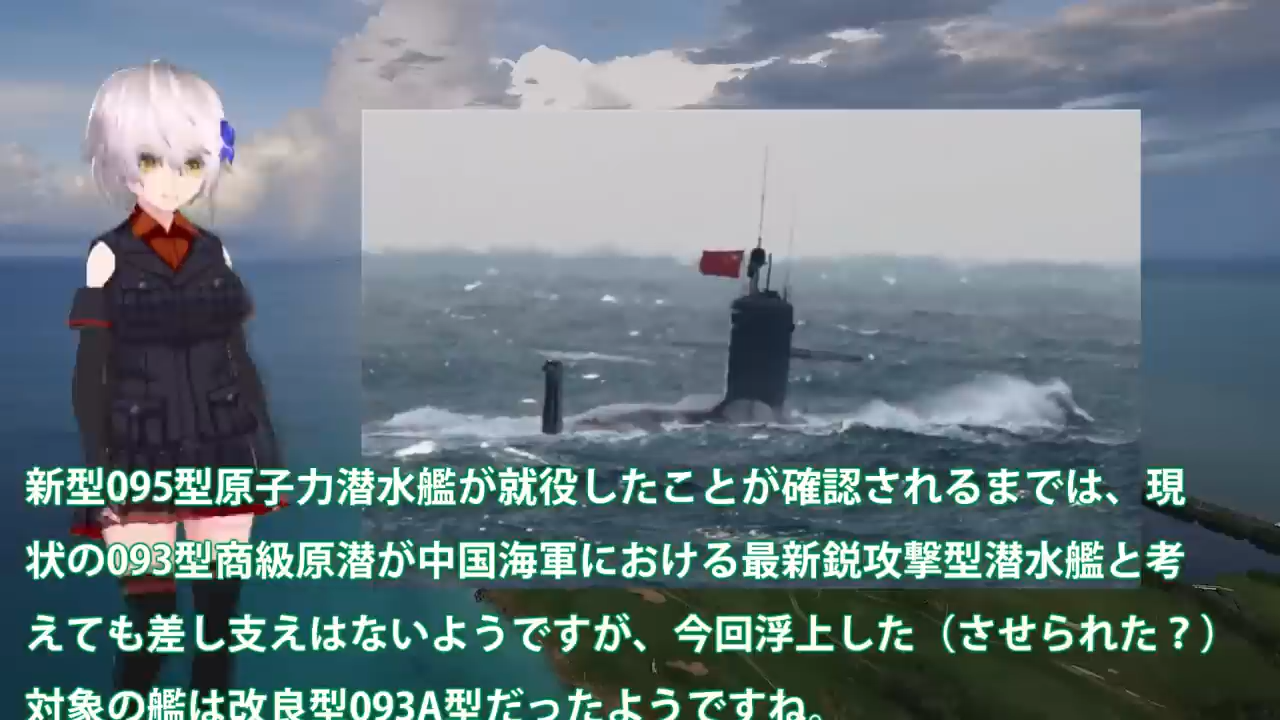 新型095型原子力潜水艦が就役したことが確認されるまでは、現
状の093型商級原潜が中国海軍における最新鋭攻撃型潜水艦と考
えても差し支えはないようですが、今回浮上した（させられた？）
対象の艦は改良型093A型だったようですね。